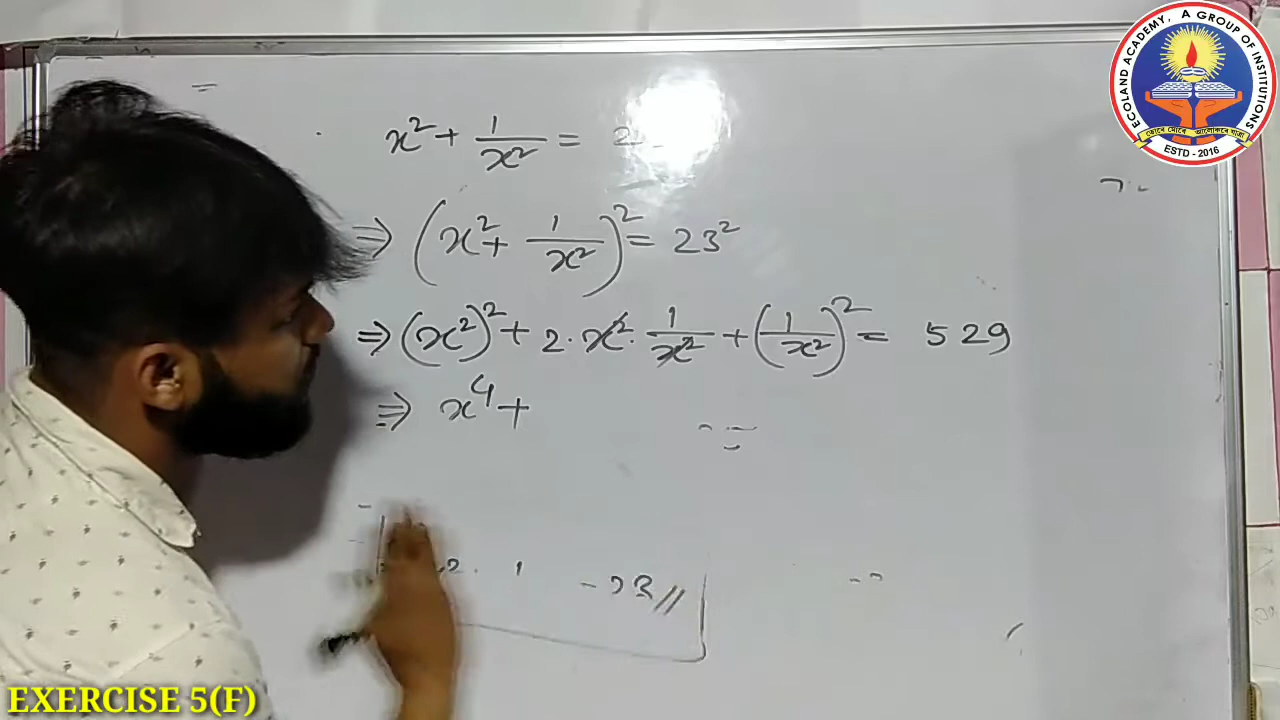 ECOLAND ACADEMY, A GROUP OF INSTITUTIONS
ESTD - 2016
x² + 1/x² = 2
⇒ (x² + 1/x²)² = 23²
⇒ (x²)² + 2·x²·1/x² + (1/x²)² = 529
⇒ x⁴ +
EXERCISE 5(F)